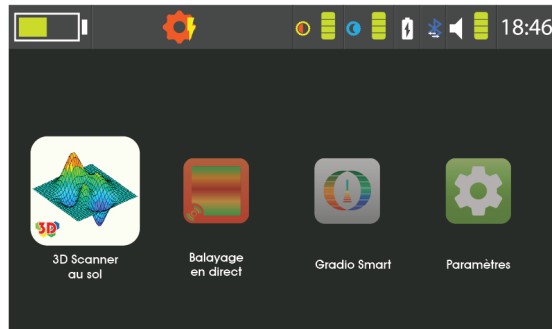 18:46
3D
3D Scanner
au sol
Balayage
en direct
Gradio Smart
Paramètres